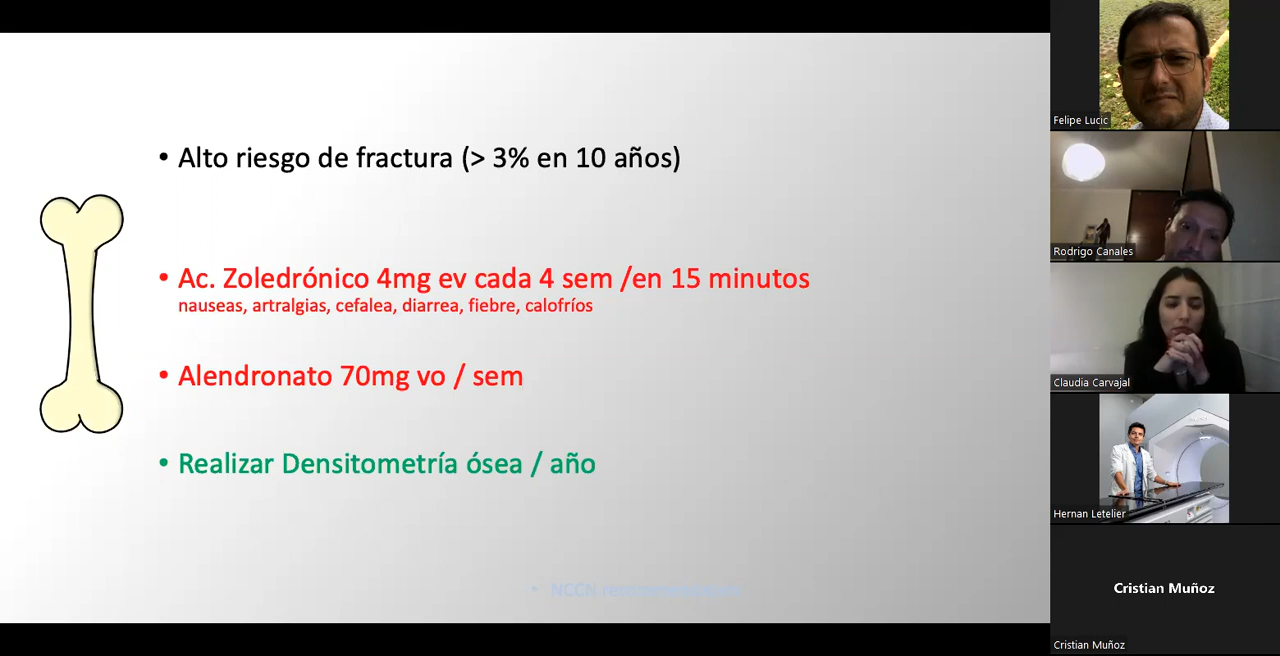 • Alto riesgo de fractura (> 3% en 10 años)
• Ac. Zoledrónico 4mg ev cada 4 sem /en 15 minutos
nauseas, artralgias, cefalea, diarrea, fiebre, calofríos
• Alendronato 70mg vo / sem
• Realizar Densitometría ósea / año
• NCCN
Felipe Lucic
Rodrigo Canales
Claudia Carvajal
Hernan Letelier
Cristian Muñoz
Cristian Muñoz